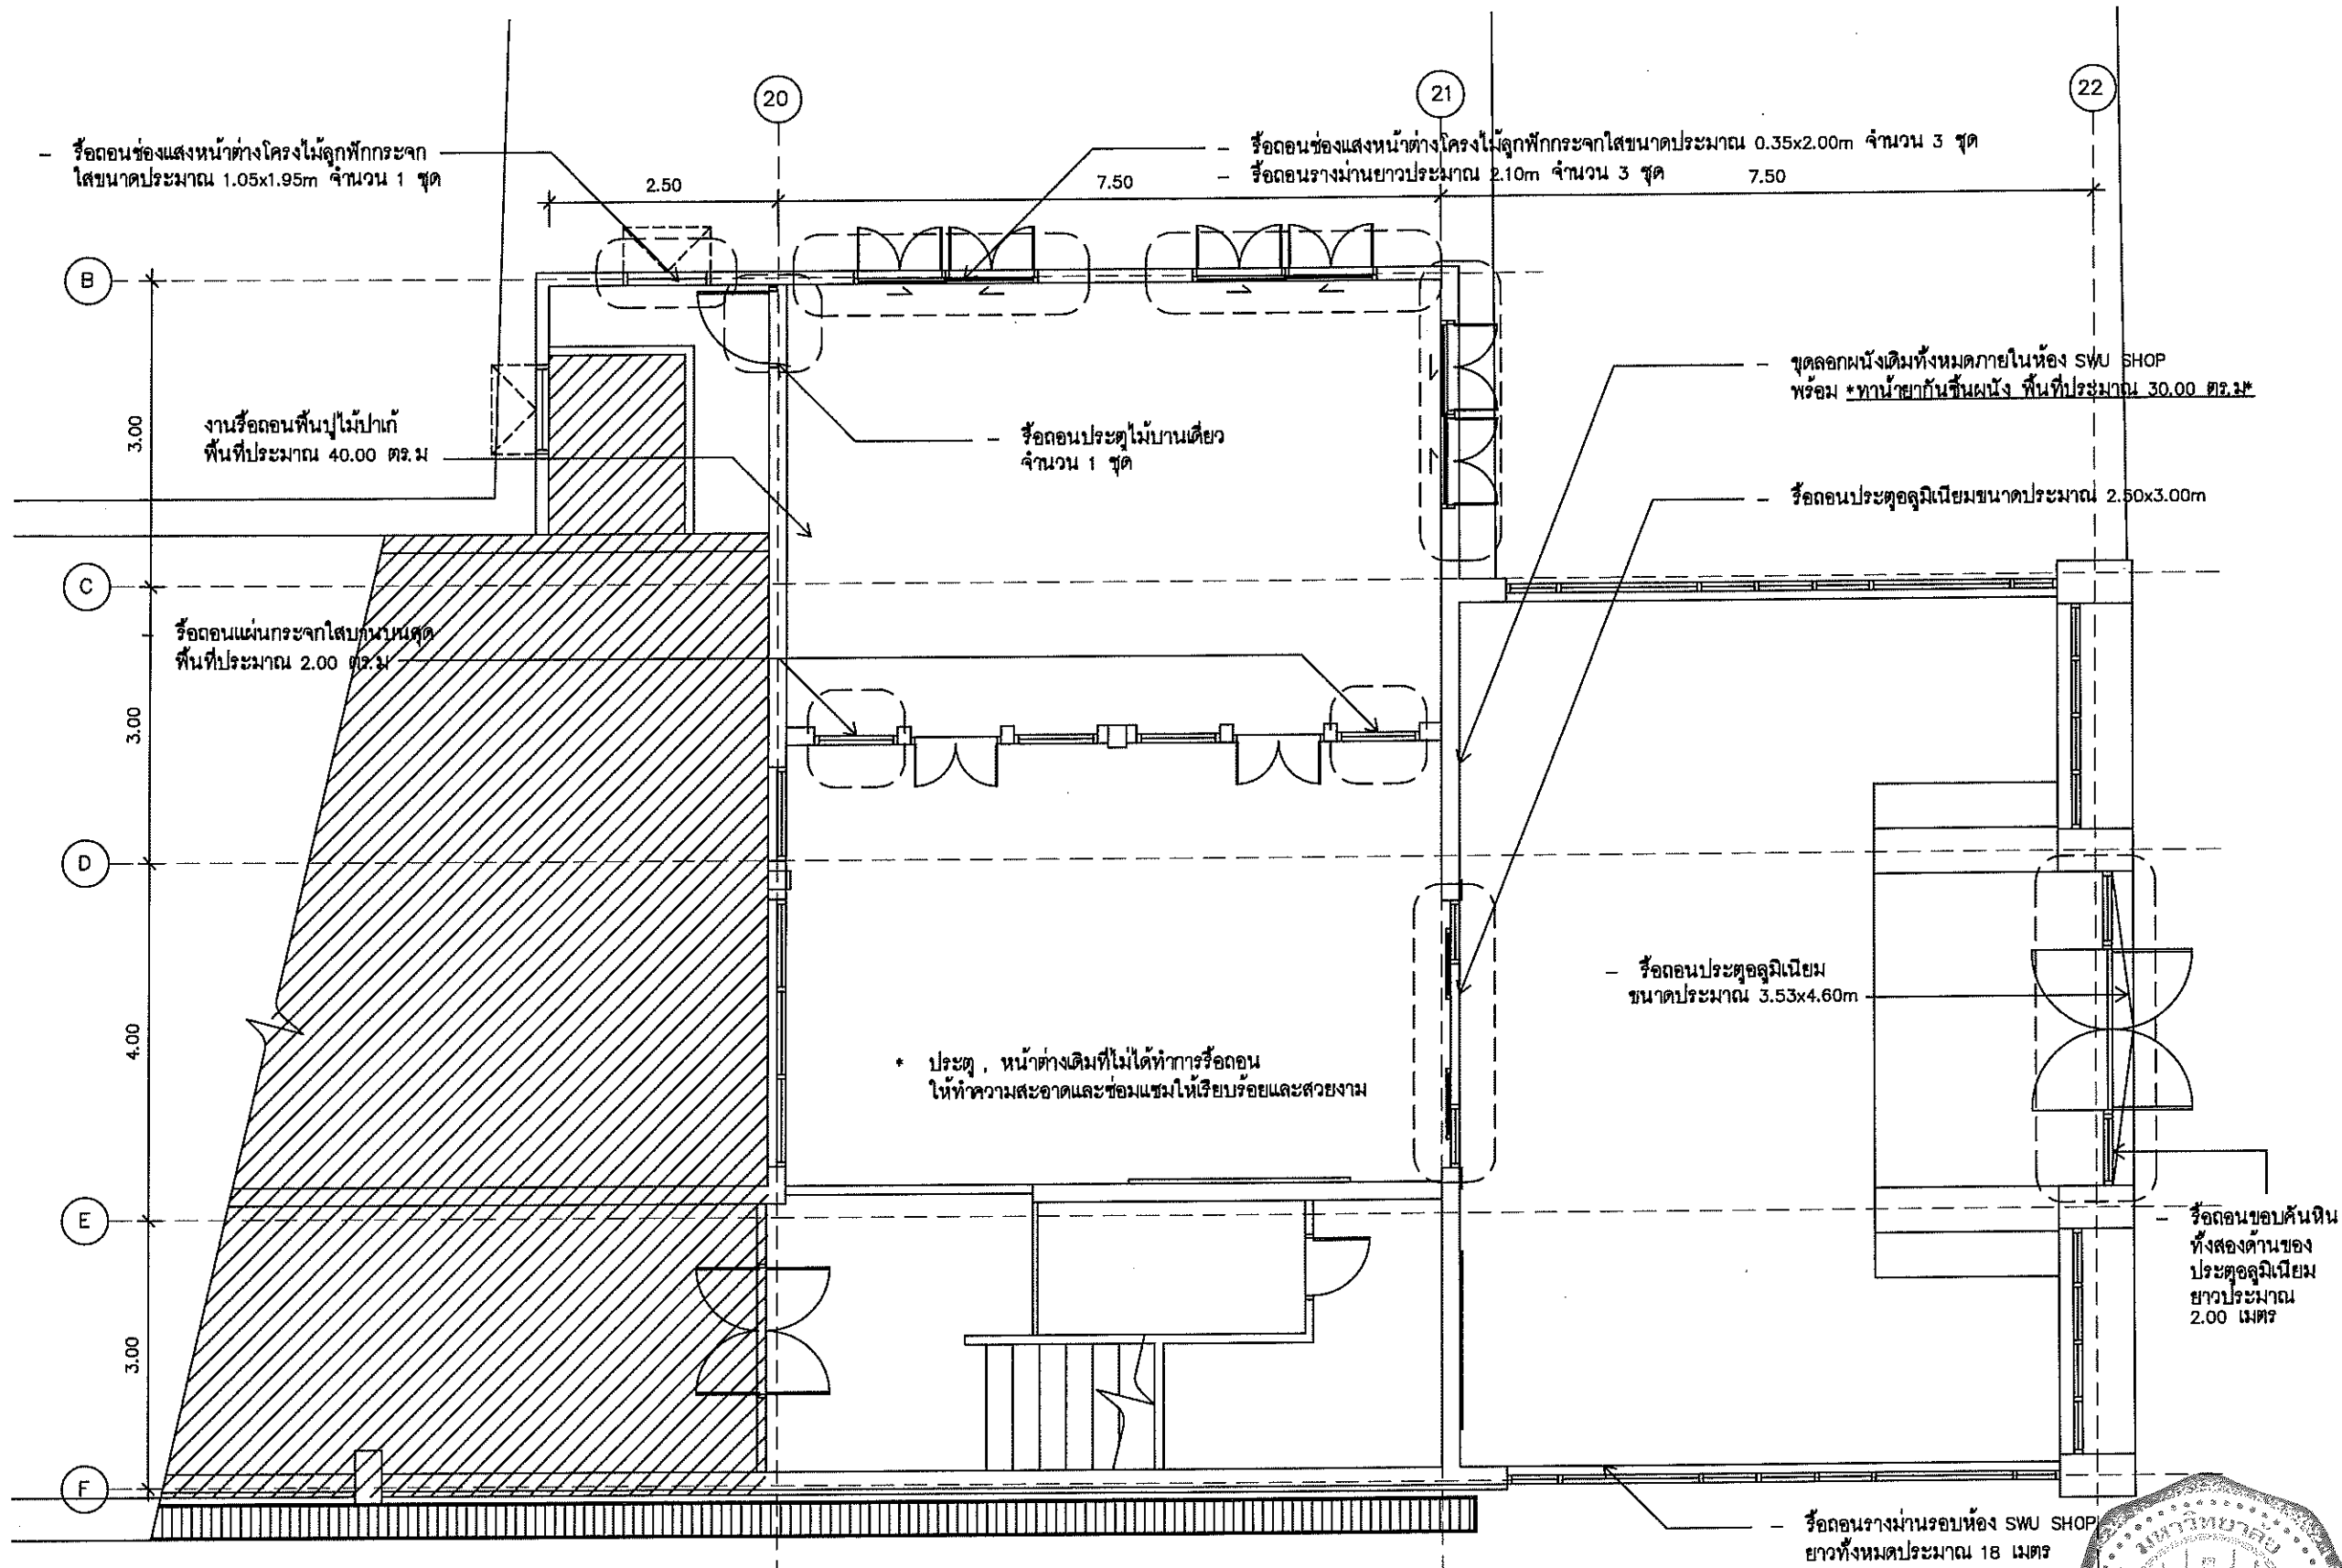 20
21
22
- รื้อถอนช่องแสงหน้าต่างโครงไม้ลูกฟักกระจก
ใสขนาดประมาณ 1.05x1.95m จำนวน 1 ชุด
- รื้อถอนช่องแสงหน้าต่างโครงไม้ลูกฟักกระจกใสขนาดประมาณ 0.35x2.00m จำนวน 3 ชุด
- รื้อถอนรางม่านยาวประมาณ 2.10m จำนวน 3 ชุด
2.50
7.50
7.50
B
- ขูดลอกผนังเดิมทั้งหมดภายในห้อง SWU SHOP
พร้อม *ทาน้ำยากันชื้นผนัง พื้นที่ประมาณ 30.00 ตร.ม*
3.00
งานรื้อถอนพื้นปูไม้ปาเก้
พื้นที่ประมาณ 40.00 ตร.ม
- รื้อถอนประตูไม้บานเดี่ยว
จำนวน 1 ชุด
- รื้อถอนประตูอลูมิเนียมขนาดประมาณ 2.50x3.00m
C
- รื้อถอนแผ่นกระจกใสบานบนสุด
พื้นที่ประมาณ 2.00 ตร.ม
3.00
D
- รื้อถอนประตูอลูมิเนียม
ขนาดประมาณ 3.53x4.60m
4.00
* ประตู , หน้าต่างเดิมที่ไม่ได้ทำการรื้อถอน
ให้ทำความสะอาดและซ่อมแซมให้เรียบร้อยและสวยงาม
E
- รื้อถอนขอบคันหิน
ทั้งสองด้านของ
ประตูอลูมิเนียม
ยาวประมาณ
2.00 เมตร
3.00
F
- รื้อถอนรางม่านรอบห้อง SWU SHOP
ยาวทั้งหมดประมาณ 18 เมตร
มหาวิทยาลัย